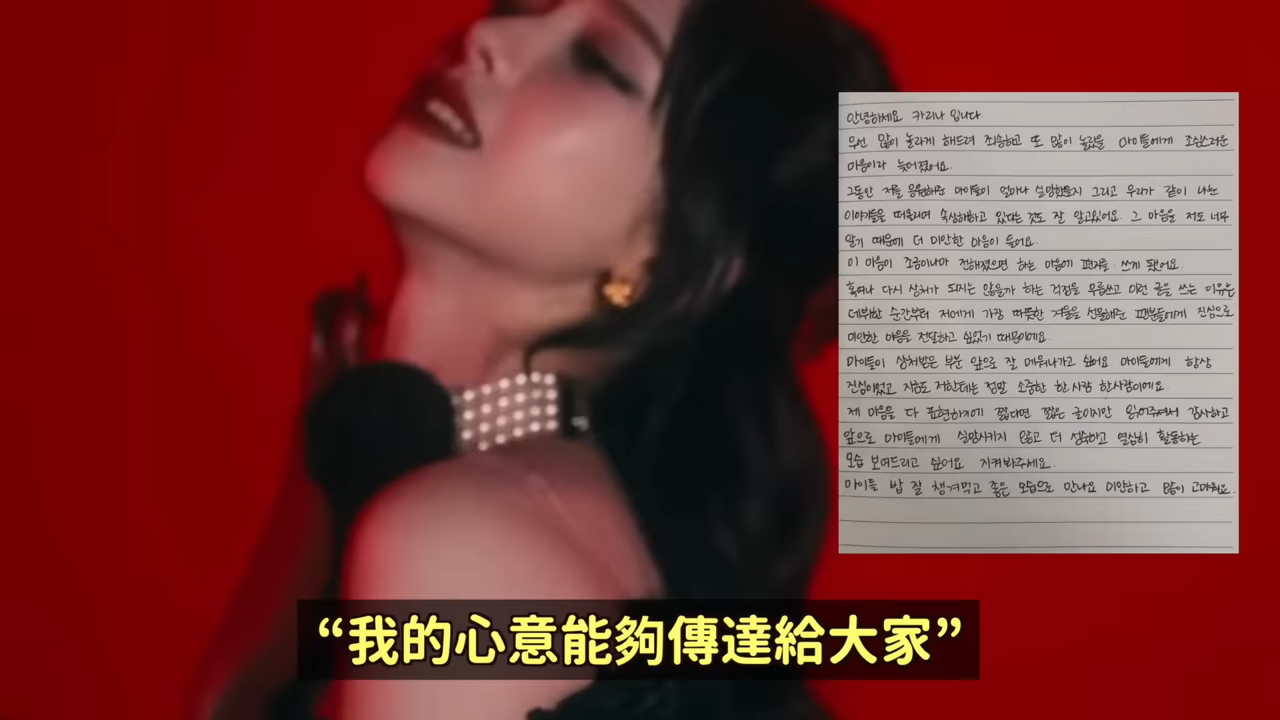 안녕하세요 카리나 입니다
우선 많이 놀라게 해드려 죄송하고 또 많이 놀랐을 마이들에게 조심스러운
마음이라 늦어졌어요.
그동안 저를 응원해준 마이들이 얼마나 실망했을지 그리고 우리가 같이 나눈
이야기들을 떠올리며 속상해하고 있다는 것도 잘 알고있어요. 그 마음을 저도 너무
알기 때문에 더 미안한 마음이 들어요.
이 마음이 조금이나마 전해졌으면 하는 마음에 편지를 쓰게 됐어요.
혹여나 다시 상처가 되지는 않을까 하는 걱정을 무릅쓰고 이런 글을 쓰는 이유는
데뷔한 순간부터 저에게 가장 따뜻한 겨울을 선물해준 팬분들에게 진심으로
미안한 마음을 전달하고 싶었기 때문이에요.
마이들이 상처받은 부분 앞으로 잘 메워나가고 싶어요. 마이들에게 항상
진심이었고 지금도 저한테는 정말 소중한 한 사람 한사람이에요.
제 마음을 다 표현하기에 짧다면 짧은 글이지만 읽어주셔서 감사하고
앞으로 마이들에게 실망시키지 않고 더 성숙하고 열심히 활동하는
모습 보여드리고 싶어요 지켜봐주세요.
마이들 밥 잘 챙겨먹고 좋은 모습으로 만나요 미안하고 많이 고마워요.
“我的心意能夠傳達給大家”